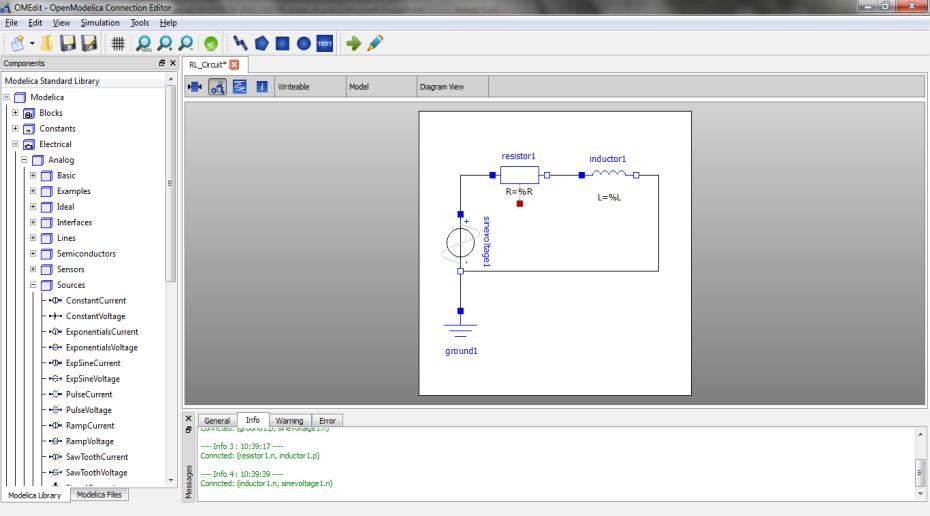 OMEdit - OpenModelica Connection Editor
File Edit View Simulation Tools Help
100%
TEXT
Components
Modelica Standard Library
Modelica
Blocks
Constants
Electrical
Analog
Basic
Examples
Ideal
Interfaces
Lines
Semiconductors
Sensors
Sources
ConstantCurrent
ConstantVoltage
ExponentialsCurrent
ExponentialsVoltage
ExpSineCurrent
ExpSineVoltage
PulseCurrent
PulseVoltage
RampCurrent
RampVoltage
SawToothCurrent
SawToothVoltage
Modelica Library Modelica Files
RL_Circuit*
Writeable Model Diagram View
resistor1
inductor1
R=%R
L=%L
+
sinevoltage1
-
ground1
General Info Warning Error
Conncted: (ground1.p, sinevoltage1.n)
---- Info 3 : 10:39:17 ----
Conncted: (resistor1.n, inductor1.p)
---- Info 4 : 10:39:39 ----
Conncted: (inductor1.n, sinevoltage1.n)
Messages